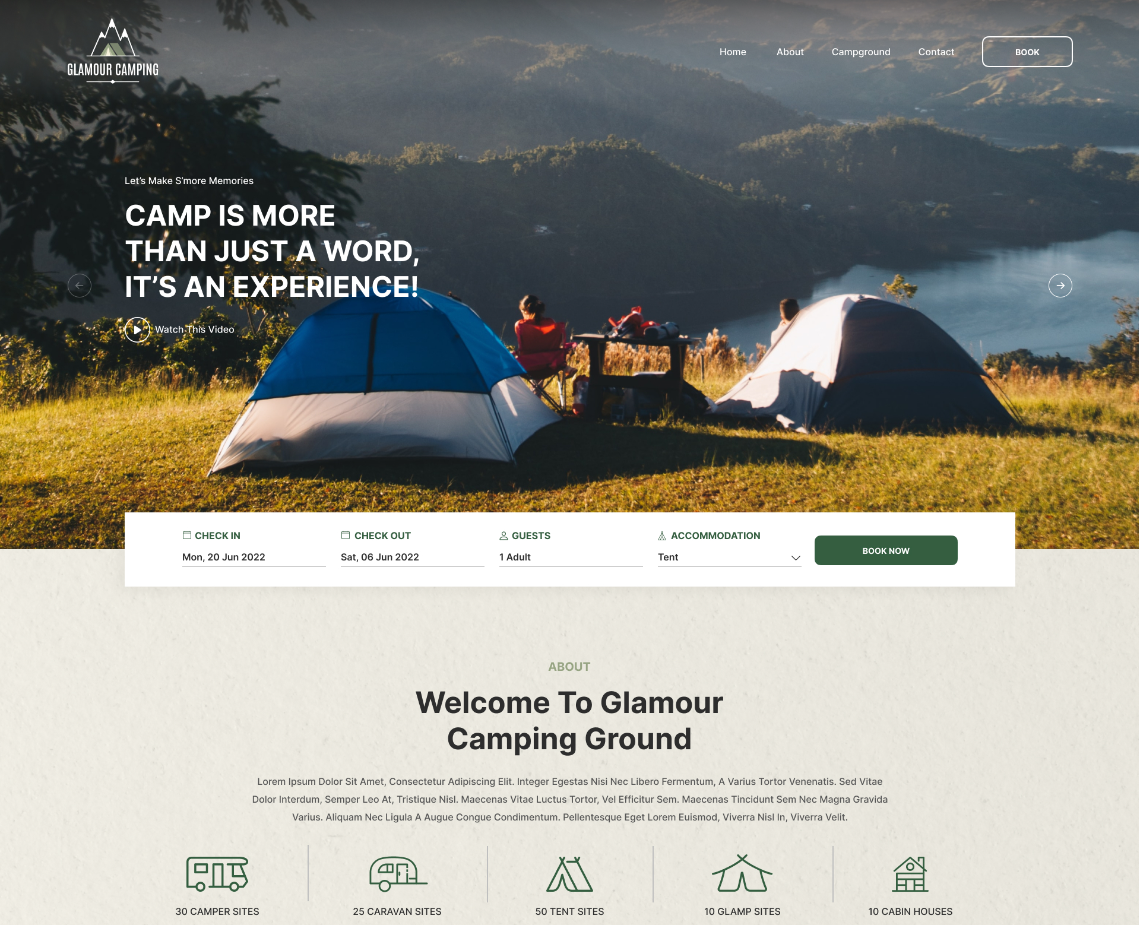 GLAMOUR CAMPING
Home About Campground Contact BOOK
Let's Make S'more Memories
CAMP IS MORE
THAN JUST A WORD,
IT'S AN EXPERIENCE!
Watch This Video
CHECK IN CHECK OUT GUESTS ACCOMMODATION
Mon, 20 Jun 2022 Sat, 06 Jun 2022 1 Adult Tent BOOK NOW
ABOUT
Welcome To Glamour
Camping Ground
Lorem Ipsum Dolor Sit Amet, Consectetur Adipiscing Elit. Integer Egestas Nisi Nec Libero Fermentum, A Varius Tortor Venenatis. Sed Vitae
Dolor Interdum, Semper Leo At, Tristique Nisl. Maecenas Vitae Luctus Tortor, Vel Efficitur Sem. Maecenas Tincidunt Sem Nec Magna Gravida
Varius. Aliquam Nec Ligula A Augue Congue Condimentum. Pellentesque Eget Lorem Euismod, Viverra Nisl In, Viverra Velit.
30 CAMPER SITES 25 CARAVAN SITES 50 TENT SITES 10 GLAMP SITES 10 CABIN HOUSES